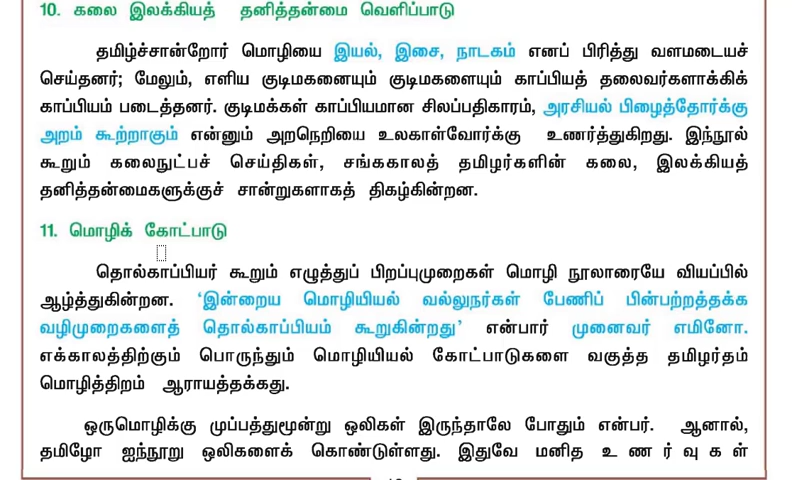 10. கலை இலக்கியத் தனித்தன்மை வெளிப்பாடு
தமிழ்ச்சான்றோர் மொழியை இயல், இசை, நாடகம் எனப் பிரித்து வளமடையச்
செய்தனர்; மேலும், எளிய குடிமகனையும் குடிமகளையும் காப்பியத் தலைவர்களாக்கிக்
காப்பியம் படைத்தனர். குடிமக்கள் காப்பியமான சிலப்பதிகாரம், அரசியல் பிழைத்தோர்க்கு
அறம் கூற்றாகும் என்னும் அறநெறியை உலகாள்வோர்க்கு உணர்த்துகிறது. இந்நூல்
கூறும் கலைநுட்பச் செய்திகள், சங்ககாலத் தமிழர்களின் கலை, இலக்கியத்
தனித்தன்மைகளுக்குச் சான்றுகளாகத் திகழ்கின்றன.
11. மொழிக் கோட்பாடு
தொல்காப்பியர் கூறும் எழுத்துப் பிறப்புமுறைகள் மொழி நூலாரையே வியப்பில்
ஆழ்த்துகின்றன. ‘இன்றைய மொழியியல் வல்லுநர்கள் பேணிப் பின்பற்றத்தக்க
வழிமுறைகளைத் தொல்காப்பியம் கூறுகின்றது’ என்பார் முனைவர் எமினோ.
எக்காலத்திற்கும் பொருந்தும் மொழியியல் கோட்பாடுகளை வகுத்த தமிழர்தம்
மொழித்திறம் ஆராயத்தக்கது.
ஒருமொழிக்கு முப்பத்துமூன்று ஒலிகள் இருந்தாலே போதும் என்பர். ஆனால்,
தமிழோ ஐந்நூறு ஒலிகளைக் கொண்டுள்ளது. இதுவே மனித உணர்வுகள்